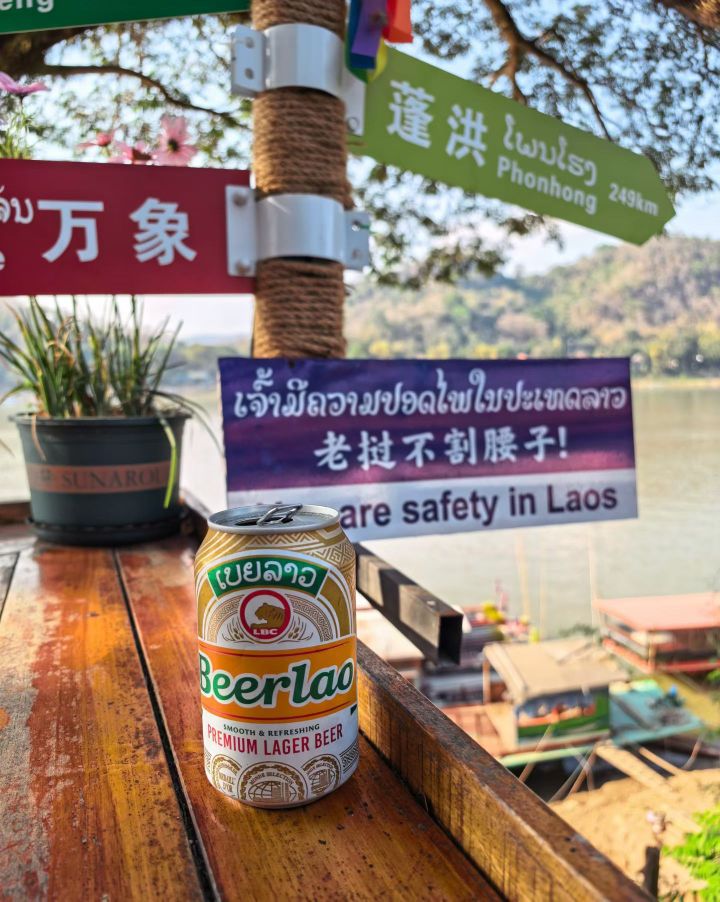 eng
蓬洪 ໂພນໂຮງ
Phonhong 249km
万象
e
SUNAROU
ເຈົ້າມີຄວາມປອດໄພໃນປະເທດລາວ
老挝不割腰子!
are safety in Laos
ເບຍລາວ
LBC
Beerlao
SMOOTH & REFRESHING
PREMIUM LAGER BEER